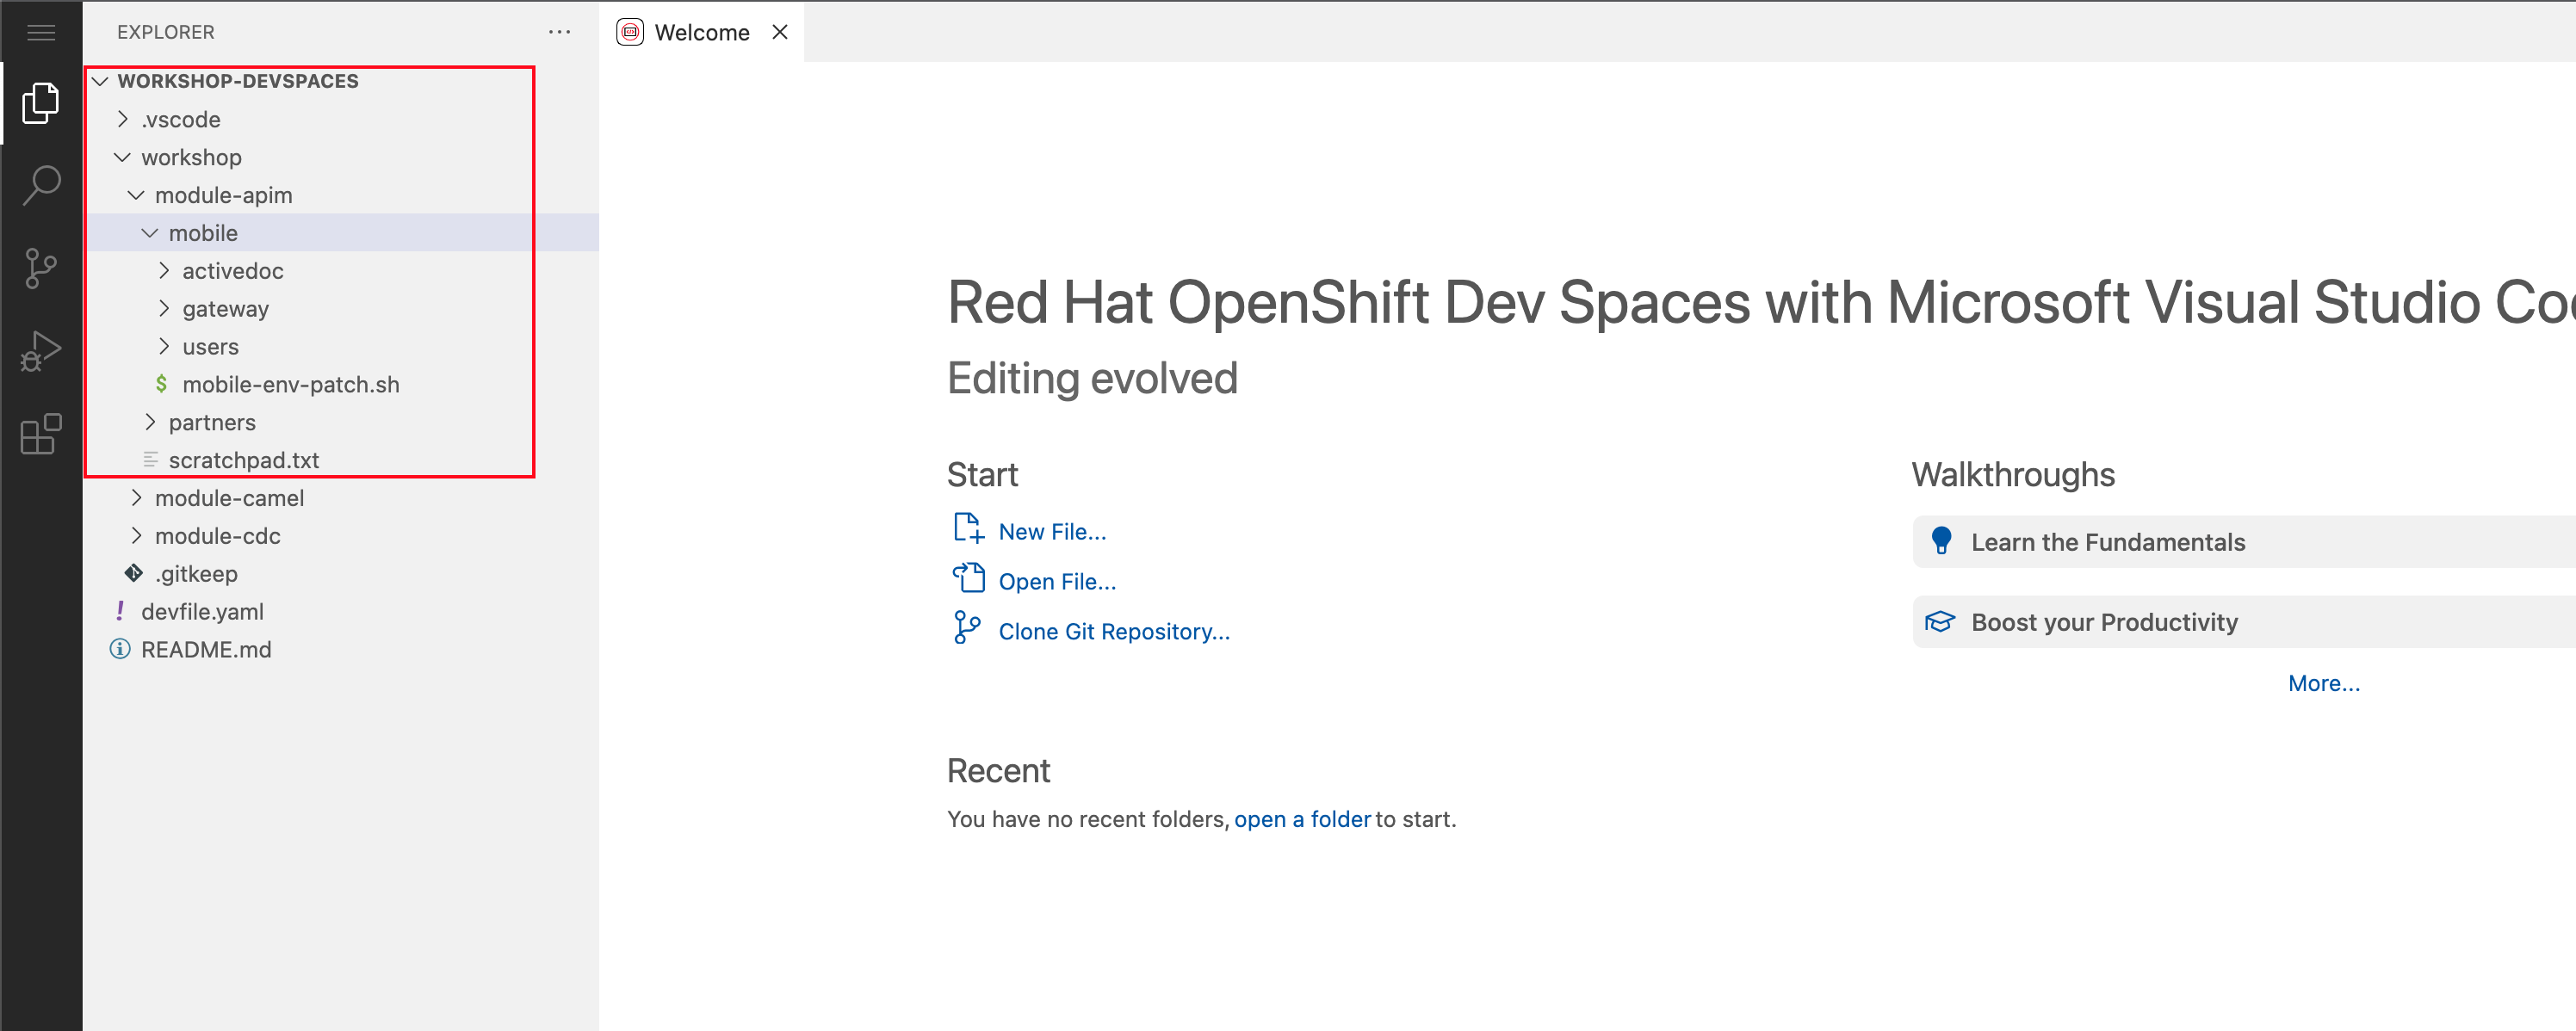 EXPLORER
WORKSHOP-DEVSPACES
.vscode
workshop
module-apim
mobile
activedoc
gateway
users
mobile-env-patch.sh
partners
scratchpad.txt
module-camel
module-cdc
.gitkeep
devfile.yaml
README.md
Welcome
Red Hat OpenShift Dev Spaces with Microsoft Visual Studio Co
Editing evolved
Start
New File...
Open File...
Clone Git Repository...
Recent
You have no recent folders, open a folder to start.
Walkthroughs
Learn the Fundamentals
Boost your Productivity
More...